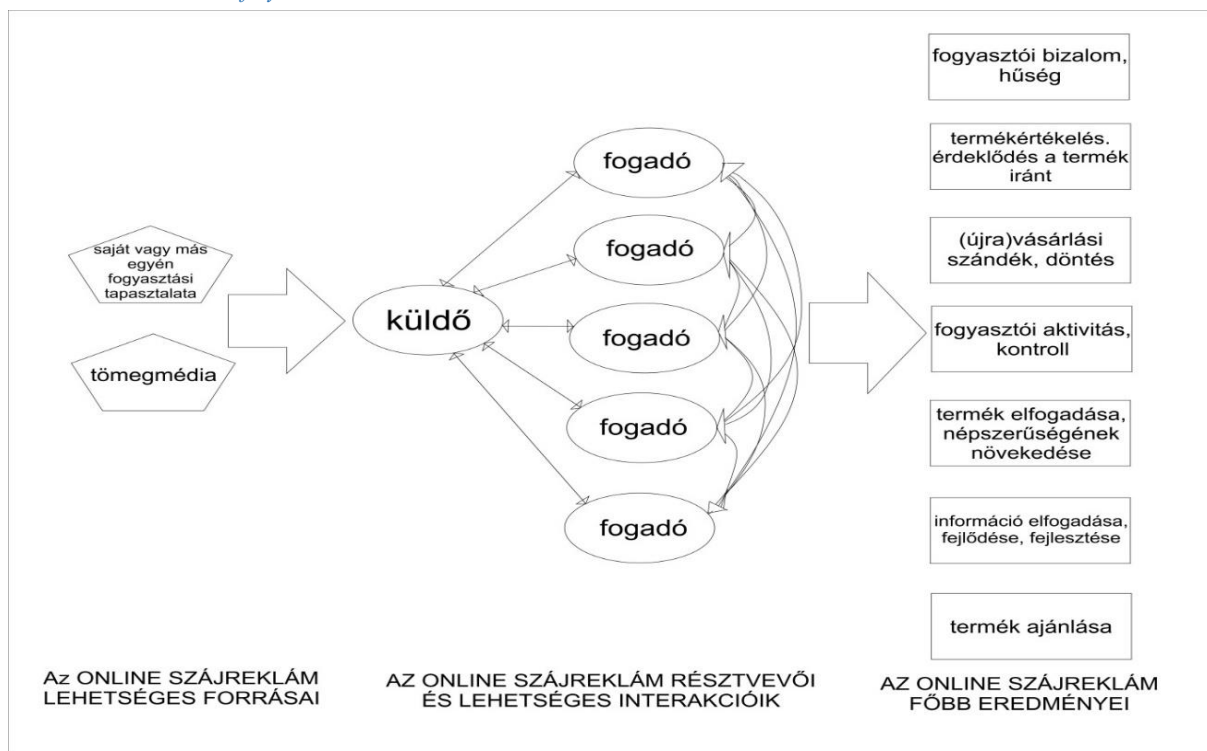 saját vagy más
egyén
fogyasztási
tapasztalata
tömegmédia
küldő
fogadó
fogadó
fogadó
fogadó
fogadó
fogyasztói bizalom,
hűség
termékértékelés.
érdeklődés a termék
iránt
(újra)vásárlási
szándék, döntés
fogyasztói aktivitás,
kontroll
termék elfogadása,
népszerűségének
növekedése
információ elfogadása,
fejlődése, fejlesztése
termék ajánlása
Az ONLINE SZÁJREKLÁM
LEHETSÉGES FORRÁSAI
AZ ONLINE SZÁJREKLÁM RÉSZTVEVŐI
ÉS LEHETSÉGES INTERAKCIÓIK
AZ ONLINE SZÁJREKLÁM
FŐBB EREDMÉNYEI